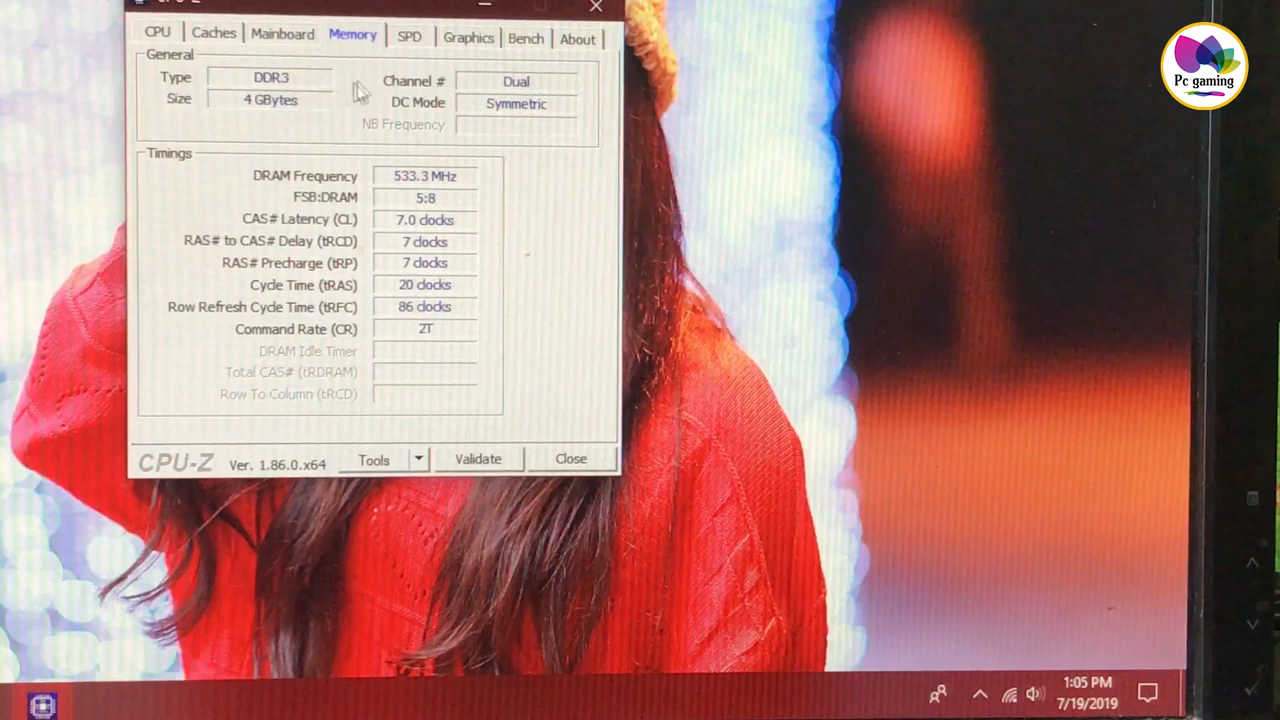 CPU Caches Mainboard Memory SPD Graphics Bench About
General
Type DDR3
Size 4 GBytes
Channel # Dual
DC Mode Symmetric
NB Frequency
Timings
DRAM Frequency 533.3 MHz
FSB:DRAM 5:8
CAS# Latency (CL) 7.0 clocks
RAS# to CAS# Delay (tRCD) 7 clocks
RAS# Precharge (tRP) 7 clocks
Cycle Time (tRAS) 20 clocks
Row Refresh Cycle Time (tRFC) 86 clocks
Command Rate (CR) 2T
DRAM Idle Timer
Total CAS# (tRDRAM)
Row To Column (tRCD)
CPU-Z Ver. 1.86.0.x64 Tools Validate Close
Pc gaming
1:05 PM
7/19/2019